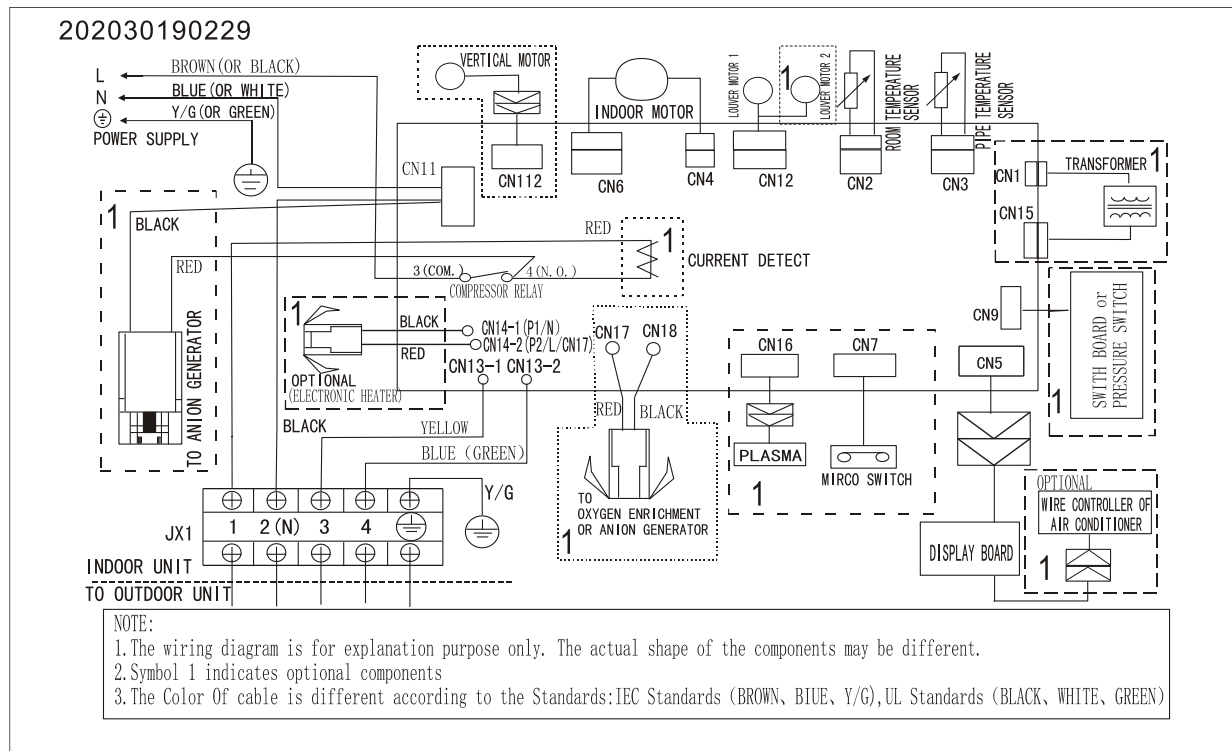 202030190229
L
BROWN(OR BLACK)
N
BLUE(OR WHITE)
Y/G(OR GREEN)
POWER SUPPLY
VERTICAL MOTOR
CN112
INDOOR MOTOR
CN6
CN4
LOUVER MOTOR 1
1
LOUVER MOTOR 2
CN12
ROOM TEMPERATURE
SENSOR
CN2
PIPE TEMPERATURE
SENSOR
CN3
CN11
CN1
TRANSFORMER
1
CN15
1
BLACK
RED
TO ANION GENERATOR
RED
1
CURRENT DETECT
3(COM.)
4(N.O.)
COMPRESSOR RELAY
1
BLACK
RED
OPTIONAL
(ELECTRONIC HEATER)
CN14-1(P1/N)
CN14-2(P2/L/CN17)
CN13-1
CN13-2
CN17
CN18
RED
BLACK
TO
OXYGEN ENRICHMENT
OR ANION GENERATOR
1
CN16
CN7
PLASMA
MIRCO SWITCH
1
CN9
SWITH BOARD or
PRESSURE SWITCH
1
CN5
DISPLAY BOARD
OPTIONAL
WIRE CONTROLLER OF
AIR CONDITIONER
1
BLACK
YELLOW
BLUE (GREEN)
Y/G
JX1
1
2(N)
3
4
INDOOR UNIT
TO OUTDOOR UNIT
NOTE:
1.The wiring diagram is for explanation purpose only. The actual shape of the components may be different.
2.Symbol 1 indicates optional components
3.The Color Of cable is different according to the Standards:IEC Standards (BROWN、BIUE、Y/G),UL Standards (BLACK、WHITE、GREEN)